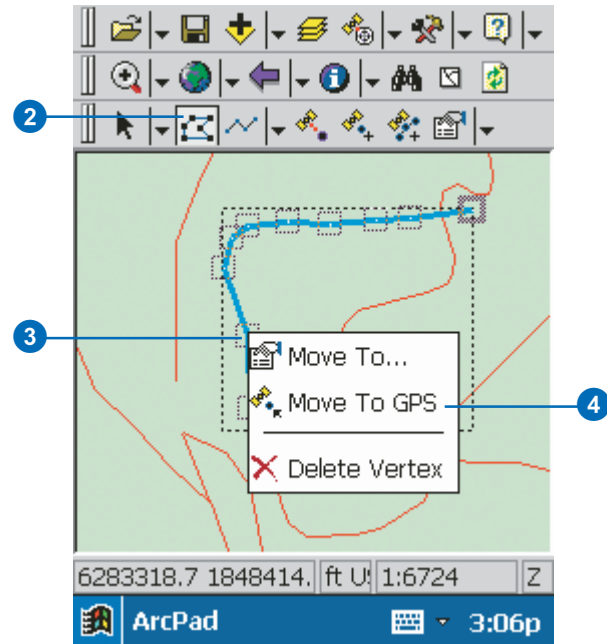 2
3
Move To...
Move To GPS
4
Delete Vertex
6283318.7 1848414. ft U 1:6724 Z
ArcPad 3:06p